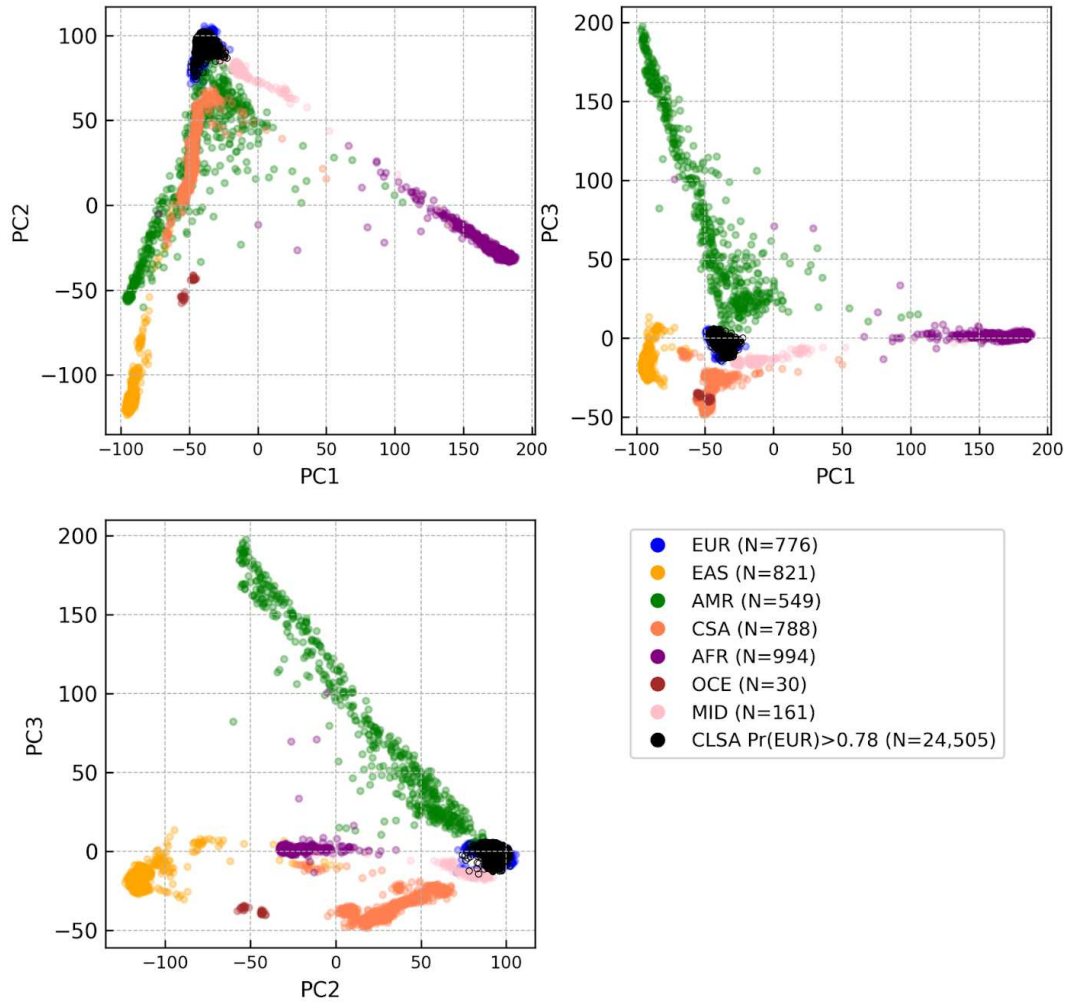 100
50
0
−50
−100
PC2
−100 −50 0 50 100 150 200
PC1
200
150
100
50
0
−50
PC3
−100 −50 0 50 100 150 200
PC1
200
150
100
50
0
−50
PC3
−100 −50 0 50 100
PC2
EUR (N=776)
EAS (N=821)
AMR (N=549)
CSA (N=788)
AFR (N=994)
OCE (N=30)
MID (N=161)
CLSA Pr(EUR)>0.78 (N=24,505)